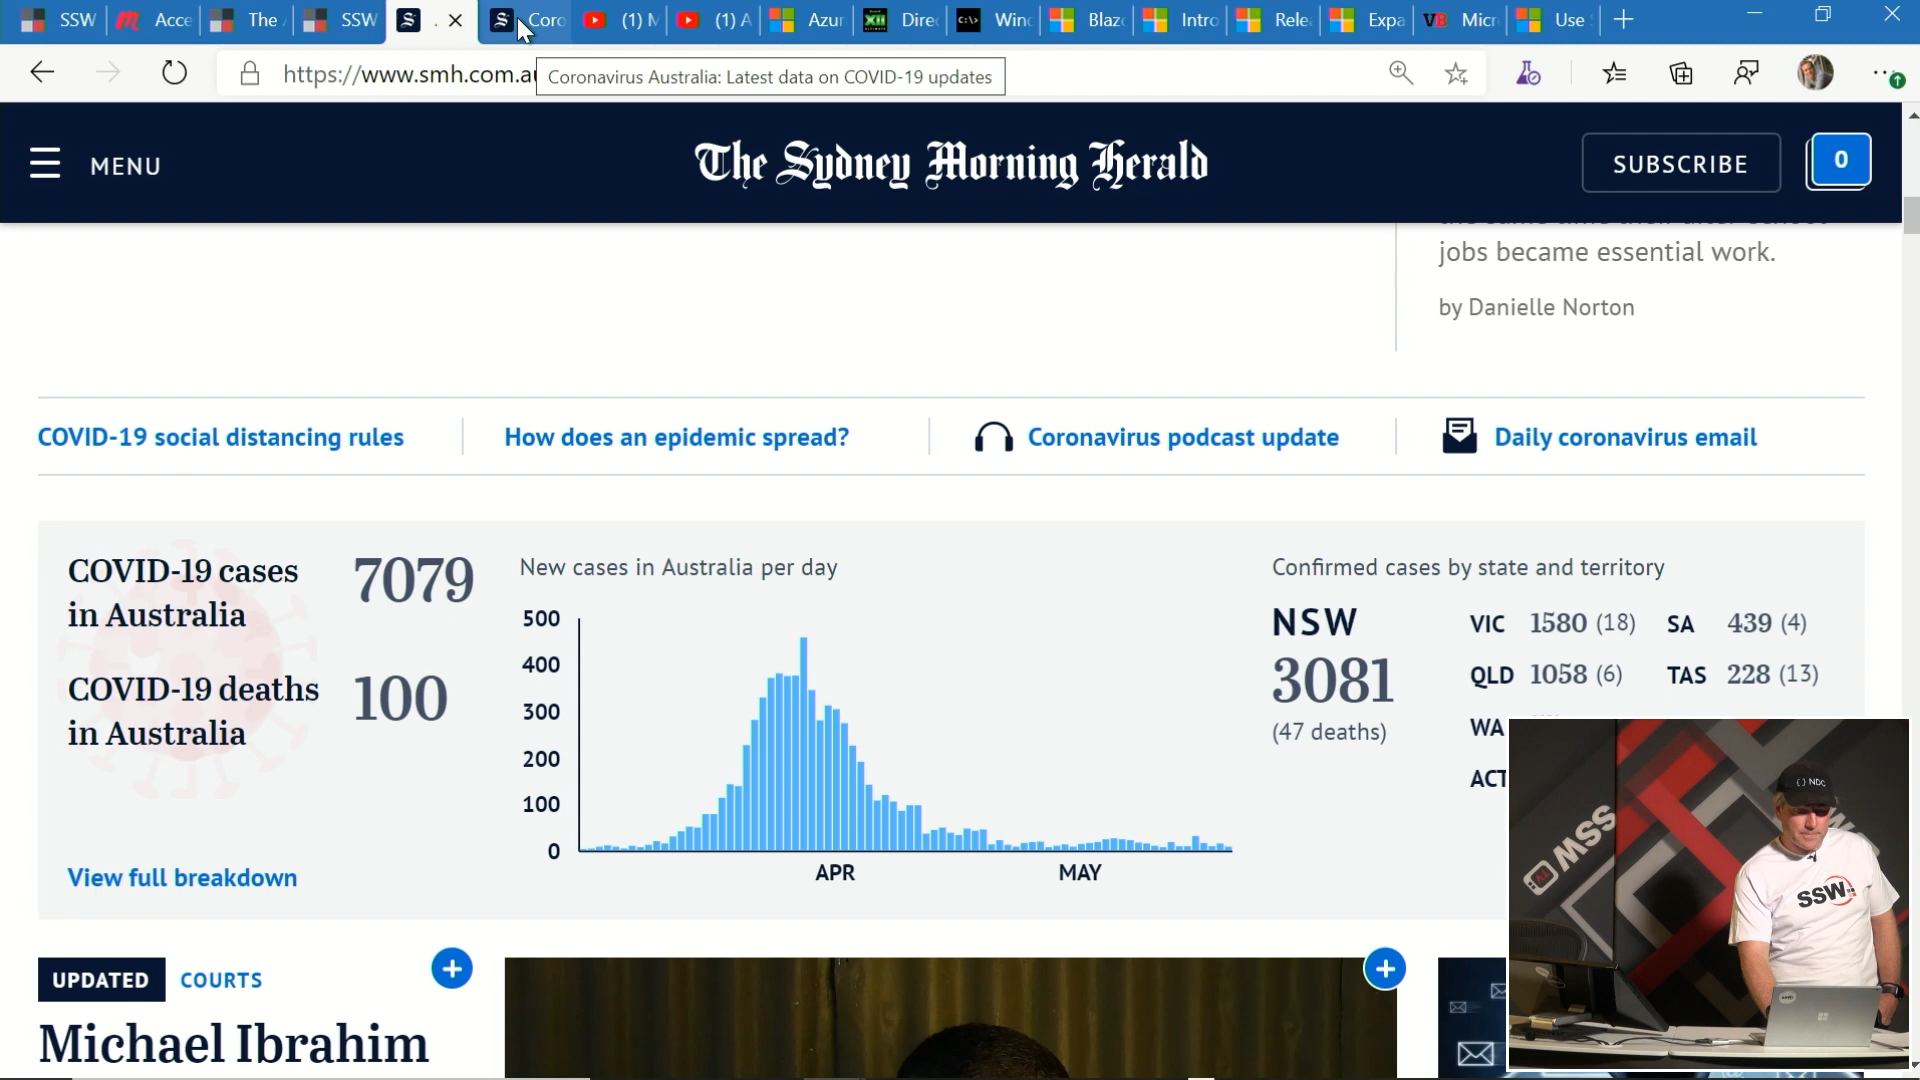 SSW
Acce
The
SSW
Coro
(1) M
(1) A
Azur
Direc
Winc
Blaz
Intro
Rele
Expa
Micr
Use
https://www.smh.com.au
Coronavirus Australia: Latest data on COVID-19 updates
MENU
The Sydney Morning Herald
SUBSCRIBE
0
jobs became essential work.
by Danielle Norton
COVID-19 social distancing rules
How does an epidemic spread?
Coronavirus podcast update
Daily coronavirus email
COVID-19 cases
in Australia
7079
COVID-19 deaths
in Australia
100
View full breakdown
New cases in Australia per day
500
400
300
200
100
0
APR
MAY
Confirmed cases by state and territory
NSW
3081
(47 deaths)
VIC 1580 (18)
SA 439 (4)
QLD 1058 (6)
TAS 228 (13)
WA
ACT
UPDATED
COURTS
Michael Ibrahim
NDC
SSW
SSW